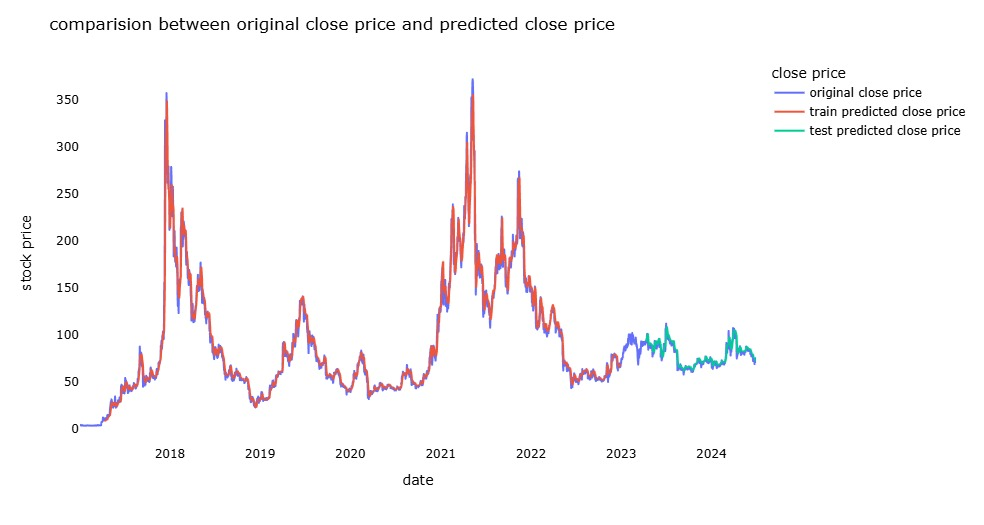 comparision between original close price and predicted close price
close price
original close price
train predicted close price
test predicted close price
350
300
250
200
150
100
50
0
stock price
2018 2019 2020 2021 2022 2023 2024
date